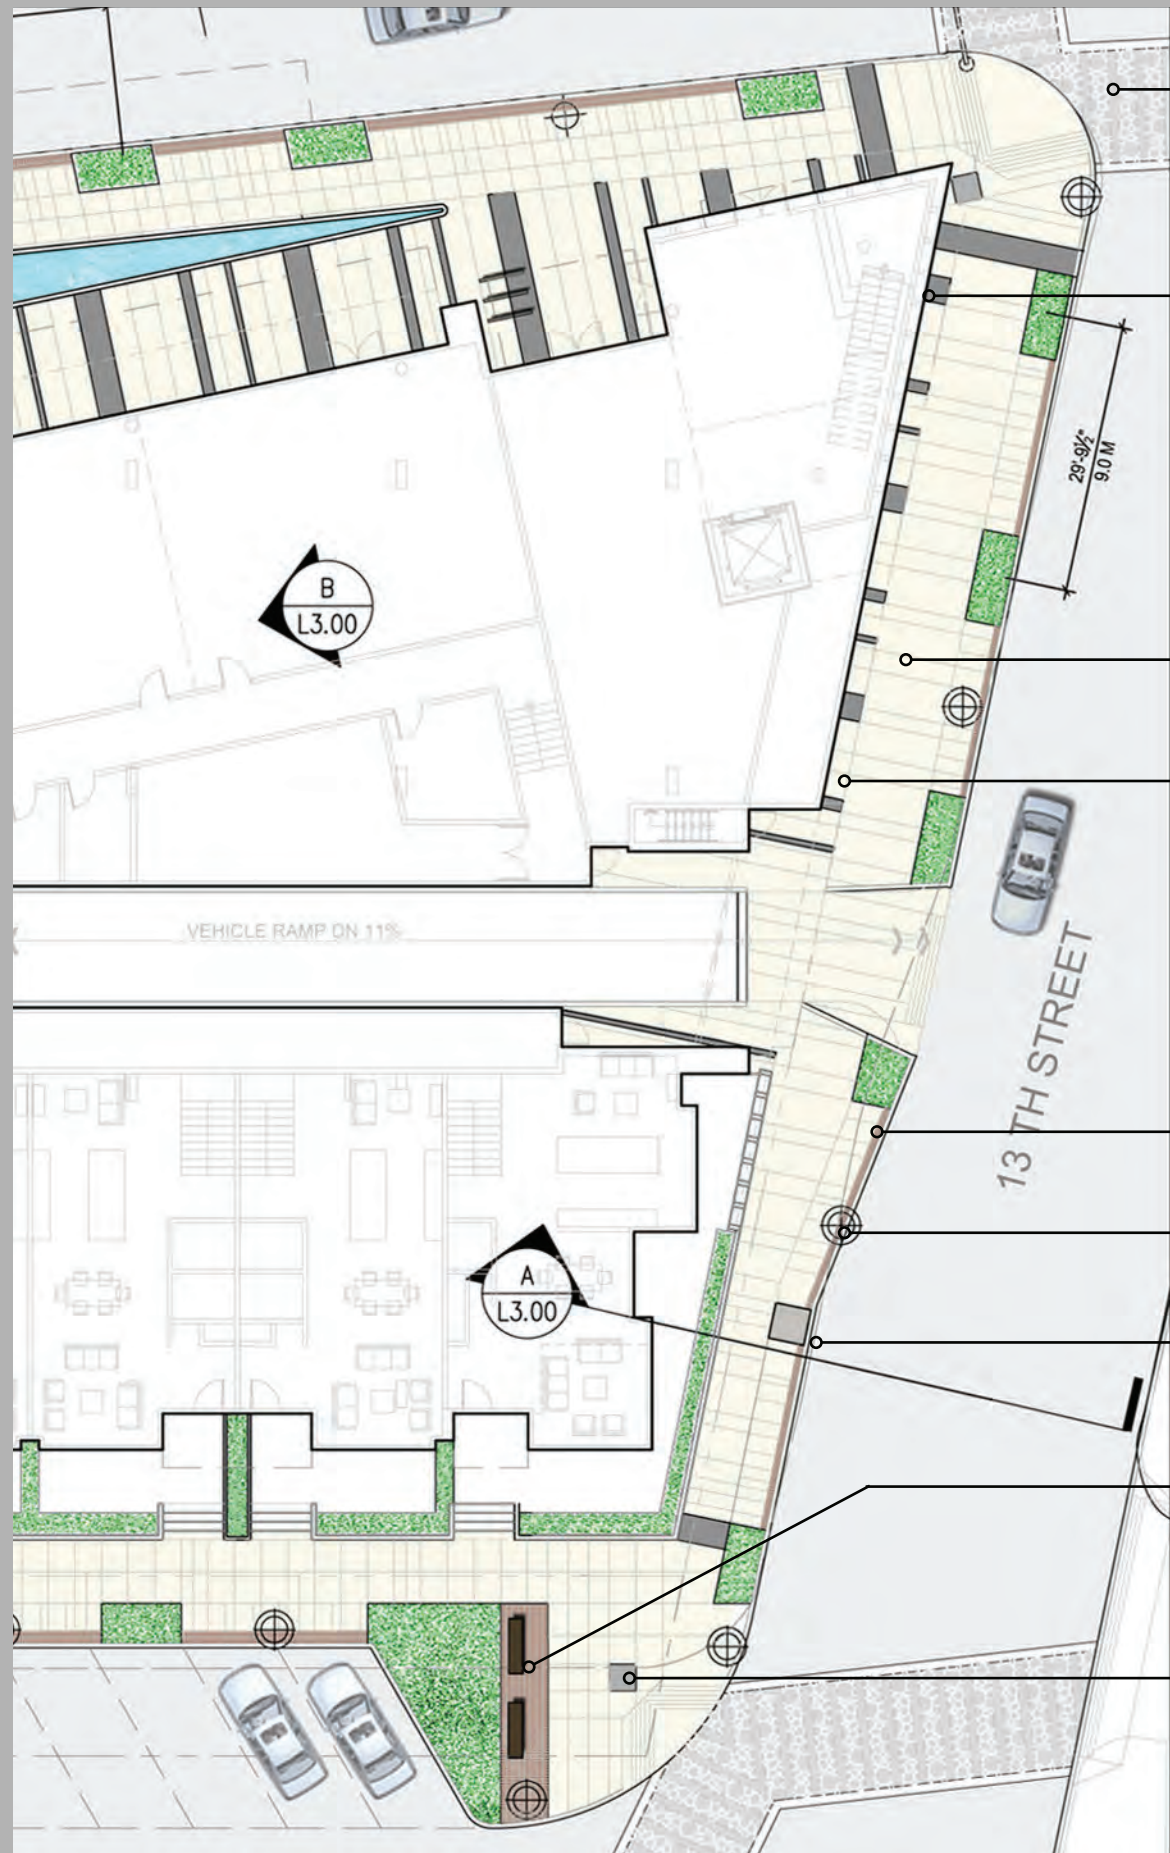 29'-9½"
9.0 M
B
L3.00
VEHICLE RAMP DN 11%
13 TH STREET
A
L3.00